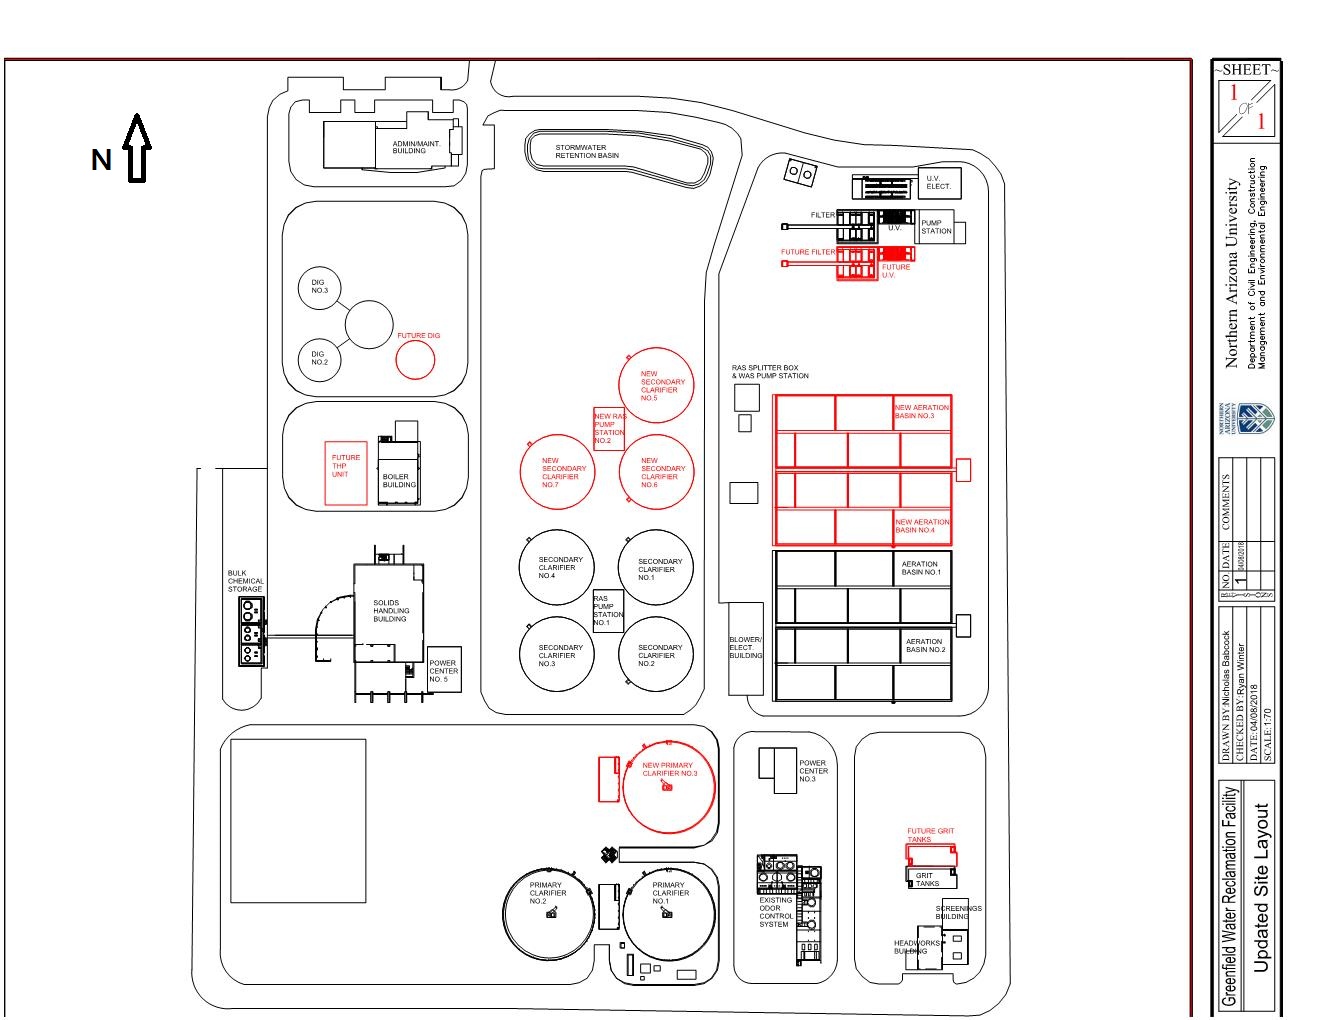 N
ADMIN/MAINT.
BUILDING
STORMWATER
RETENTION BASIN
U.V.
ELECT.
FILTER
U.V.
PUMP
STATION
FUTURE FILTER
FUTURE
U.V.
DIG
NO.3
DIG
NO.2
FUTURE DIG
FUTURE
THP
UNIT
BOILER
BUILDING
NEW
SECONDARY
CLARIFIER
NO.5
NEW RAS
PUMP
STATION
NO.2
NEW
SECONDARY
CLARIFIER
NO.7
NEW
SECONDARY
CLARIFIER
NO.6
RAS SPLITTER BOX
& WAS PUMP STATION
NEW AERATION
BASIN NO.3
NEW AERATION
BASIN NO.4
AERATION
BASIN NO.1
AERATION
BASIN NO.2
BULK
CHEMICAL
STORAGE
SOLIDS
HANDLING
BUILDING
POWER
CENTER
NO. 5
SECONDARY
CLARIFIER
NO.4
SECONDARY
CLARIFIER
NO.1
RAS
PUMP
STATION
NO.1
SECONDARY
CLARIFIER
NO.3
SECONDARY
CLARIFIER
NO.2
BLOWER/
ELECT.
BUILDING
NEW PRIMARY
CLARIFIER NO.3
PRIMARY
CLARIFIER
NO.2
PRIMARY
CLARIFIER
NO.1
POWER
CENTER
NO.3
EXISTING
ODOR
CONTROL
SYSTEM
FUTURE GRIT
TANKS
GRIT
TANKS
SCREENINGS
BUILDING
HEADWORKS
BUILDING
~SHEET~
1
OF
1
Northern Arizona University
Department of Civil Engineering, Construction
Management and Environmental Engineering
NORTHERN
ARIZONA
UNIVERSITY
REVISIONS
NO. DATE COMMENTS
1 04/08/2018
DRAWN BY:Nicholas Babcock
CHECKED BY:Ryan Winter
DATE:04/08/2018
SCALE:1:70
Greenfield Water Reclamation Facility
Updated Site Layout